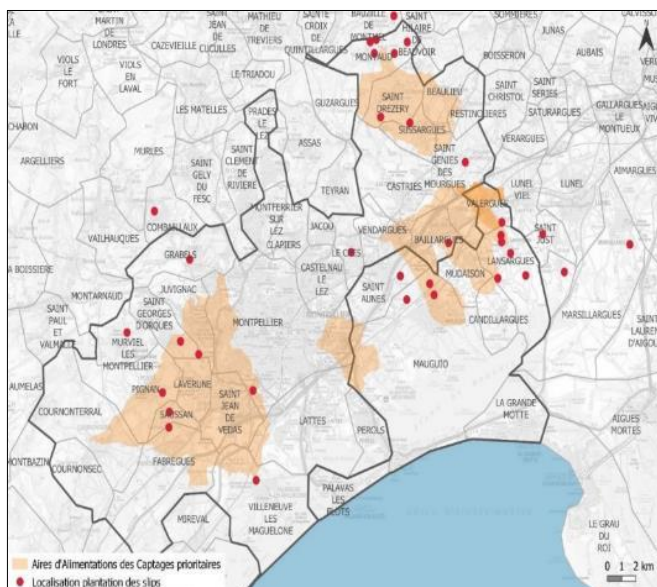 MARTIN DE LONDRES
SAINT JEAN DE CUCULLES
MATHIEU DE TREVIERS
SAINTE CROIX DE QUINTILLARGUES
BAUZILLE DE MONTMEL
SAINT HILAIRE DE BEAUVOIR
SOMMIERES
JUNAS
AUBAIS
CAZEVIEILLE
BOISSERON
VIOLS LE FORT
VIOLS EN LAVAL
LE TRIADOU
MONTAUD
GUZARGUES
SAINT DREZERY
BEAULIEU
SAINT CHRISTOL
SAINT SERIES
SATURARGUES
GALLARGUES LE MONTUEUX
LES MATELLES
PRADES LE LEZ
ASSAS
SUSSARGUES
RESTINCLIERES
VERARGUES
ARGELLIERS
MURLES
SAINT GELY DU FESC
SAINT CLEMENT DE RIVIERE
TEYRAN
SAINT GENIES DES MOURGUES
CASTRIES
LUNEL VIEL
LUNEL
AIMARGUES
VALERGUES
MONTFERRIER SUR LEZ
JACOU
CLAPIERS
VENDARGUES
BAILLARGUES
SAINT JUST
COMBAILLAUX
VAILHAUQUES
LE CRES
CASTELNAU LE LEZ
LANSARGUES
MUDAISON
GRABELS
LA BOISSIERE
MONTARNAUD
JUVIGNAC
SAINT GEORGES D'ORQUES
SAINT AUNES
CANDILLARGUES
MARSILLARGUES
SAINT PAUL ET VALMALLE
MONTPELLIER
MURVIEL LES MONTPELLIER
MAUGUIO
PIGNAN
LAVERUNE
SAINT JEAN DE VEDAS
AUMELAS
COURNONTERRAL
SAUSSAN
LATTES
LA GRANDE MOTTE
PEROLS
AIGUES MORTES
MONTBAZIN
COURNONSEC
FABREGUES
PALAVAS LES FLOTS
VILLENEUVE LES MAGUELONE
MIREVAL
LE GRAU DU ROI
N
0 1 2 km
Aires d'Alimentations des Captages prioritaires
Localisation plantation des slips